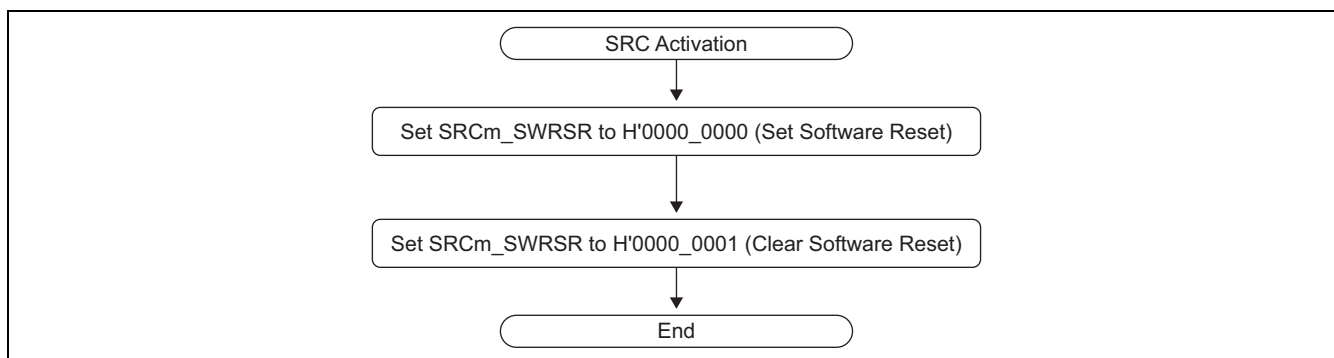 SRC Activation
Set SRCm_SWRSR to H'0000_0000 (Set Software Reset)
Set SRCm_SWRSR to H'0000_0001 (Clear Software Reset)
End